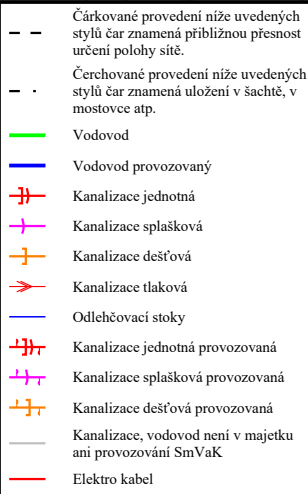 Čárkované provedení níže uvedených
stylů čar znamená přibližnou přesnost
určení polohy sítě.
Čerchované provedení níže uvedených
stylů čar znamená uložení v šachtě, v
mostovce atp.
Vodovod
Vodovod provozovaný
Kanalizace jednotná
Kanalizace splašková
Kanalizace dešťová
Kanalizace tlaková
Odlehčovací stoky
Kanalizace jednotná provozovaná
Kanalizace splašková provozovaná
Kanalizace dešťová provozovaná
Kanalizace, vodovod není v majetku
ani provozování SmVaK
Elektro kabel